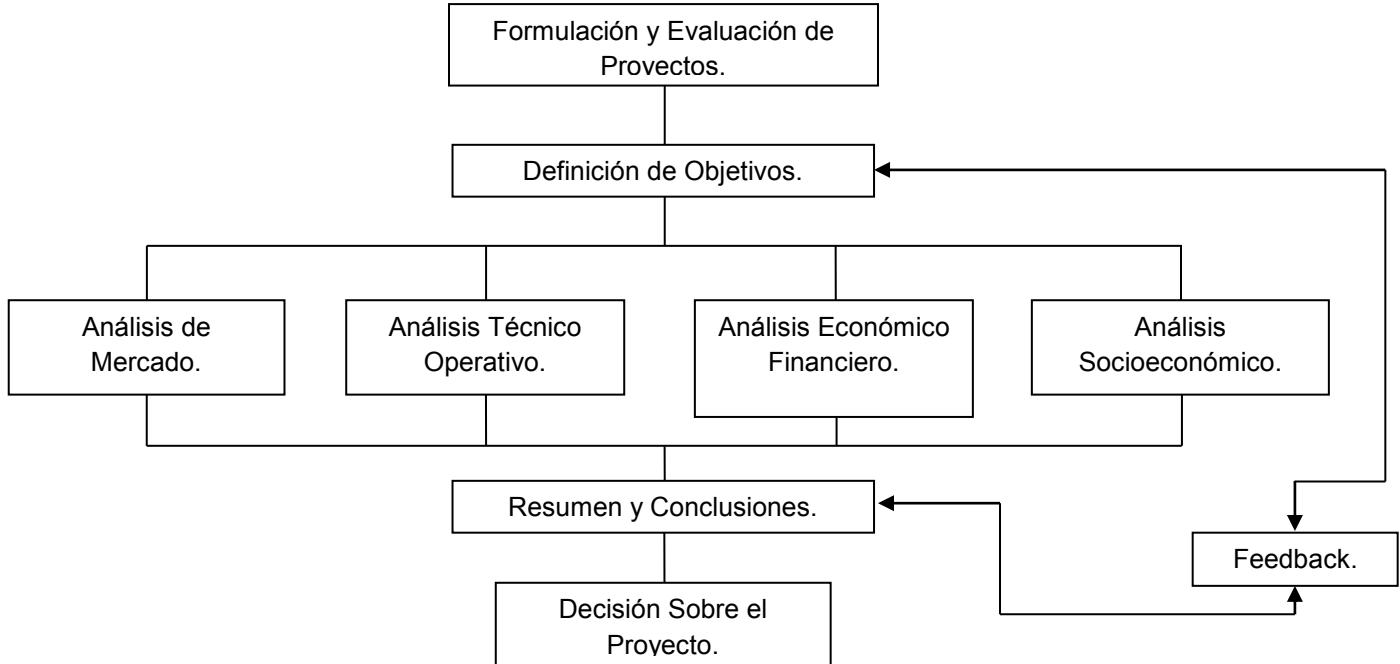 Formulación y Evaluación de
Proyectos.
Definición de Objetivos.
Análisis de
Mercado.
Análisis Técnico
Operativo.
Análisis Económico
Financiero.
Análisis
Socioeconómico.
Resumen y Conclusiones.
Feedback.
Decisión Sobre el
Proyecto.